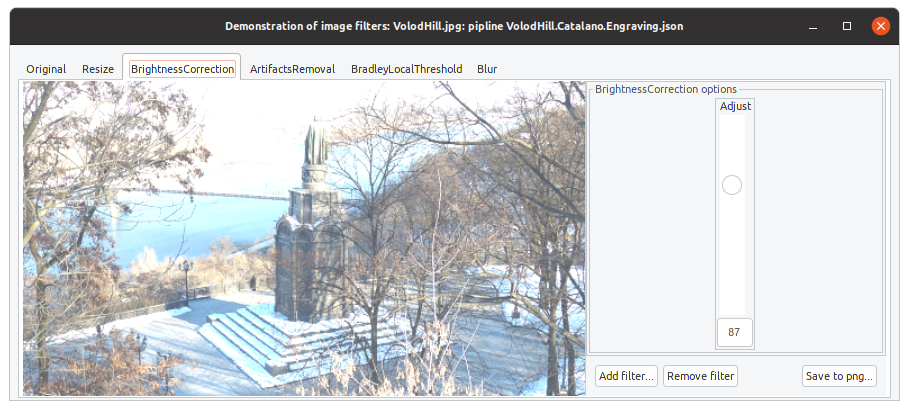 Demonstration of image filters: VolodHill.jpg: pipline VolodHill.Catalano.Engraving.json
Original Resize BrightnessCorrection ArtifactsRemoval BradleyLocalThreshold Blur
BrightnessCorrection options
Adjust
87
Add filter... Remove filter Save to png...